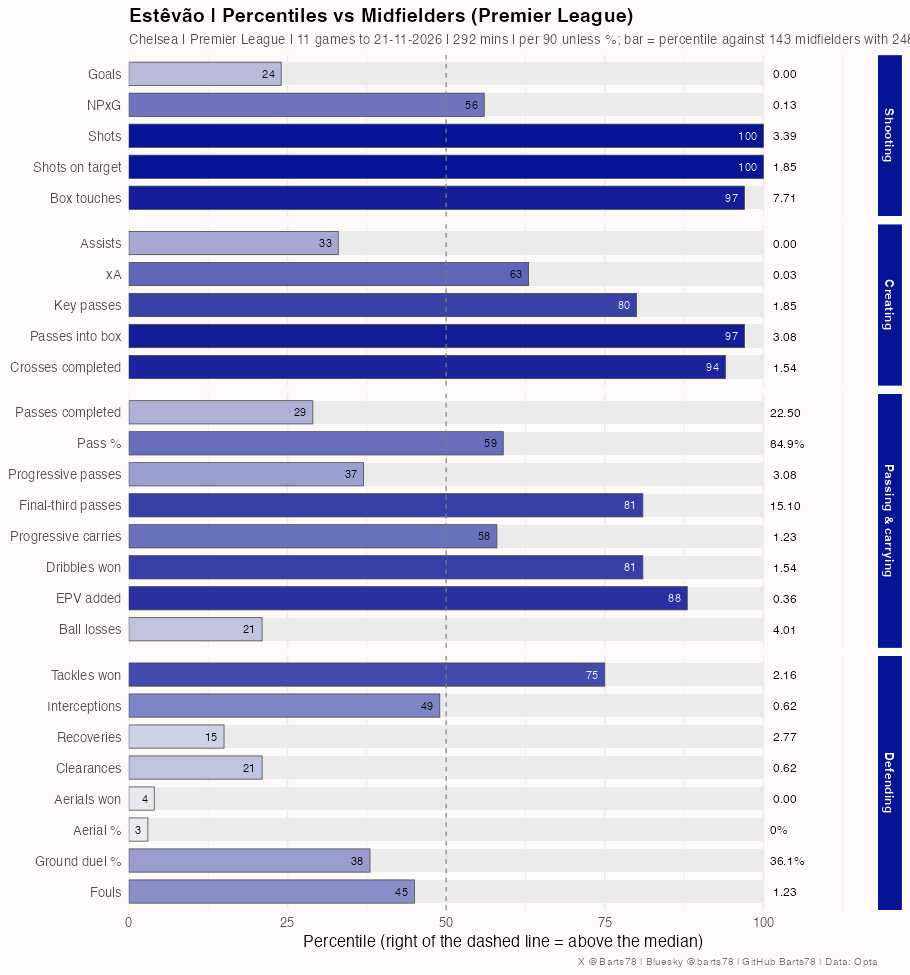 Estêvão | Percentiles vs Midfielders (Premier League)
Chelsea | Premier League | 11 games to 21-11-2026 | 292 mins | per 90 unless %; bar = percentile against 143 midfielders with 248
Goals 24 0.00
NPxG 56 0.13
Shots 100 3.39
Shots on target 100 1.85
Box touches 97 7.71
Shooting
Assists 33 0.00
xA 63 0.03
Key passes 80 1.85
Passes into box 97 3.08
Crosses completed 94 1.54
Creating
Passes completed 29 22.50
Pass % 59 84.9%
Progressive passes 37 3.08
Final-third passes 81 15.10
Progressive carries 58 1.23
Dribbles won 81 1.54
EPV added 88 0.36
Ball losses 21 4.01
Passing & carrying
Tackles won 75 2.16
Interceptions 49 0.62
Recoveries 15 2.77
Clearances 21 0.62
Aerials won 4 0.00
Aerial % 3 0%
Ground duel % 38 36.1%
Fouls 45 1.23
Defending
0 25 50 75 100
Percentile (right of the dashed line = above the median)
X @Barts78 | Bluesky @barts78 | GitHub Barts78 | Data: Opta